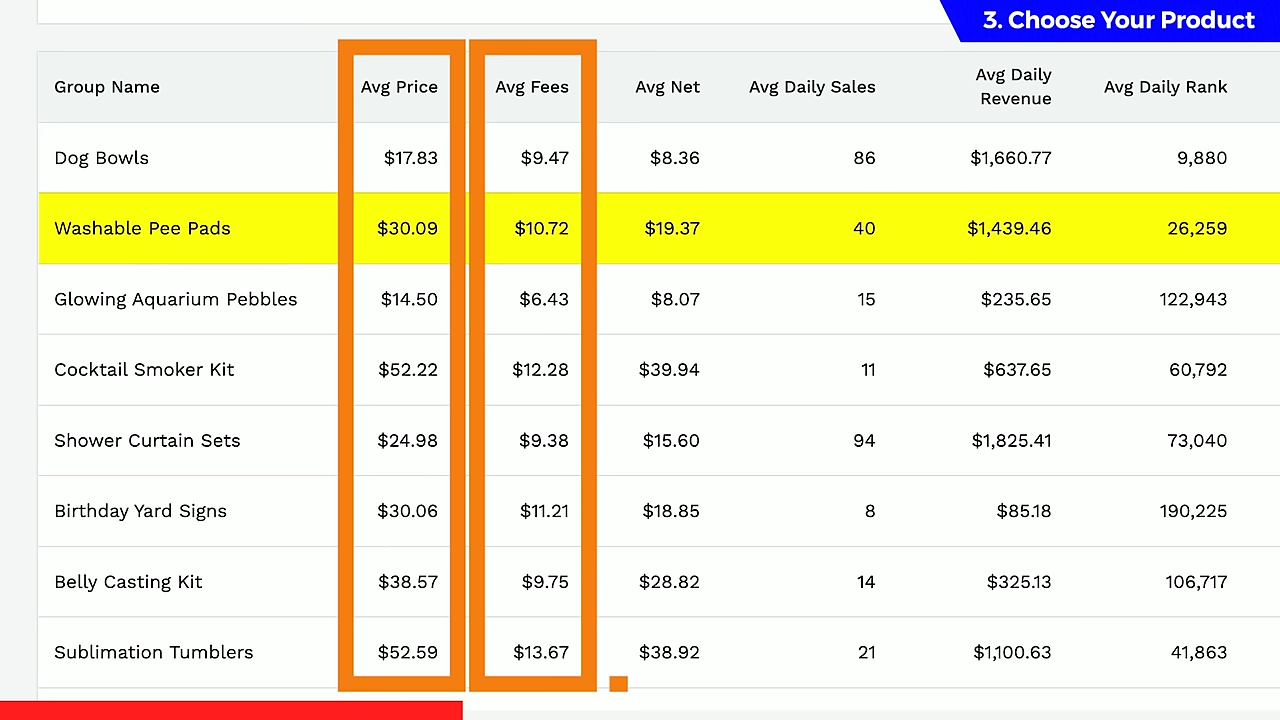 3. Choose Your Product
Group Name Avg Price Avg Fees Avg Net Avg Daily Sales Avg Daily Revenue Avg Daily Rank
Dog Bowls $17.83 $9.47 $8.36 86 $1,660.77 9,880
Washable Pee Pads $30.09 $10.72 $19.37 40 $1,439.46 26,259
Glowing Aquarium Pebbles $14.50 $6.43 $8.07 15 $235.65 122,943
Cocktail Smoker Kit $52.22 $12.28 $39.94 11 $637.65 60,792
Shower Curtain Sets $24.98 $9.38 $15.60 94 $1,825.41 73,040
Birthday Yard Signs $30.06 $11.21 $18.85 8 $85.18 190,225
Belly Casting Kit $38.57 $9.75 $28.82 14 $325.13 106,717
Sublimation Tumblers $52.59 $13.67 $38.92 21 $1,100.63 41,863